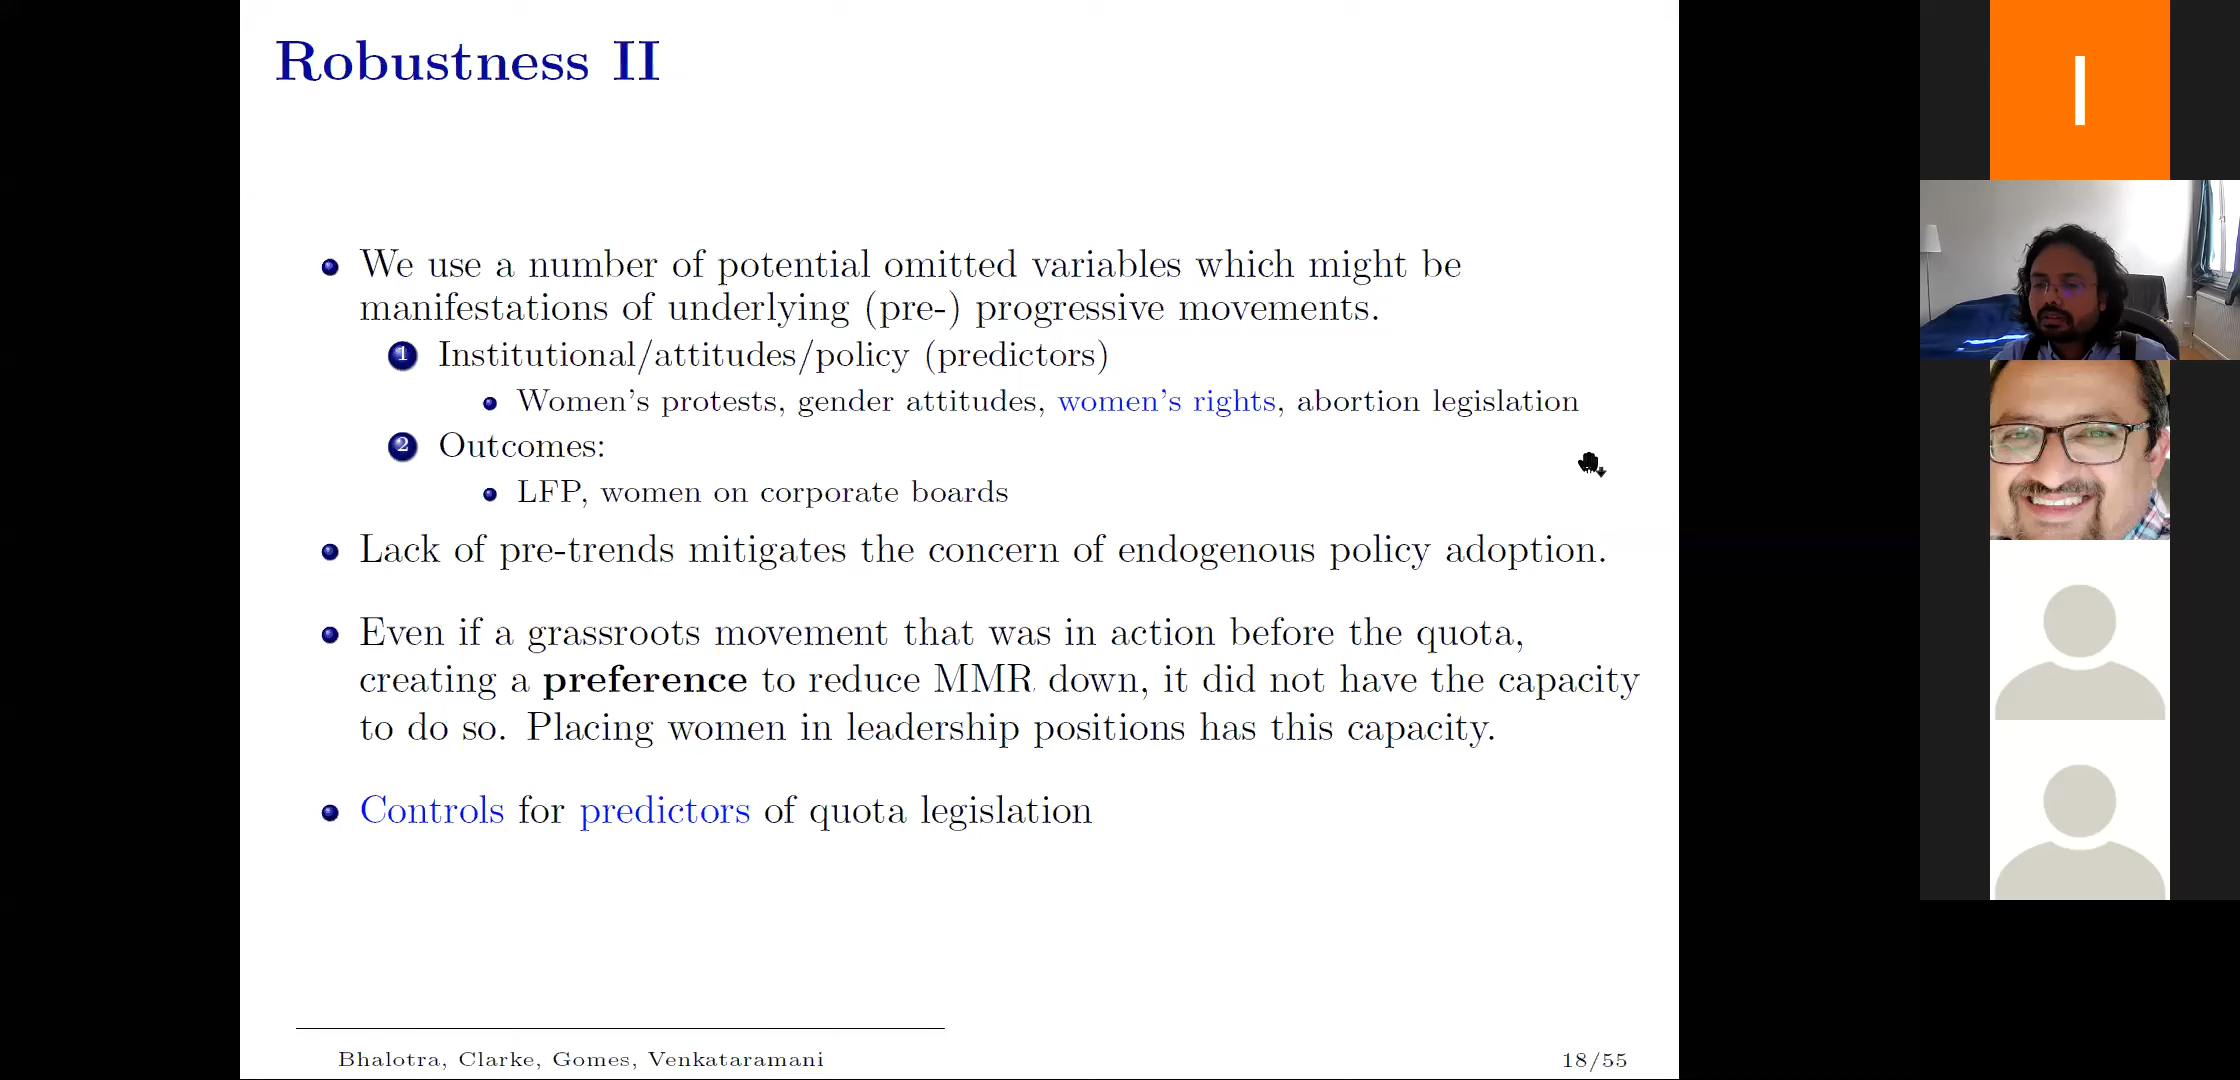 Robustness II
We use a number of potential omitted variables which might be
manifestations of underlying (pre-) progressive movements.
1 Institutional/attitudes/policy (predictors)
Women's protests, gender attitudes, women's rights, abortion legislation
2 Outcomes:
LFP, women on corporate boards
Lack of pre-trends mitigates the concern of endogenous policy adoption.
Even if a grassroots movement that was in action before the quota,
creating a preference to reduce MMR down, it did not have the capacity
to do so. Placing women in leadership positions has this capacity.
Controls for predictors of quota legislation
Bhalotra, Clarke, Gomes, Venkataramani
18/55
I